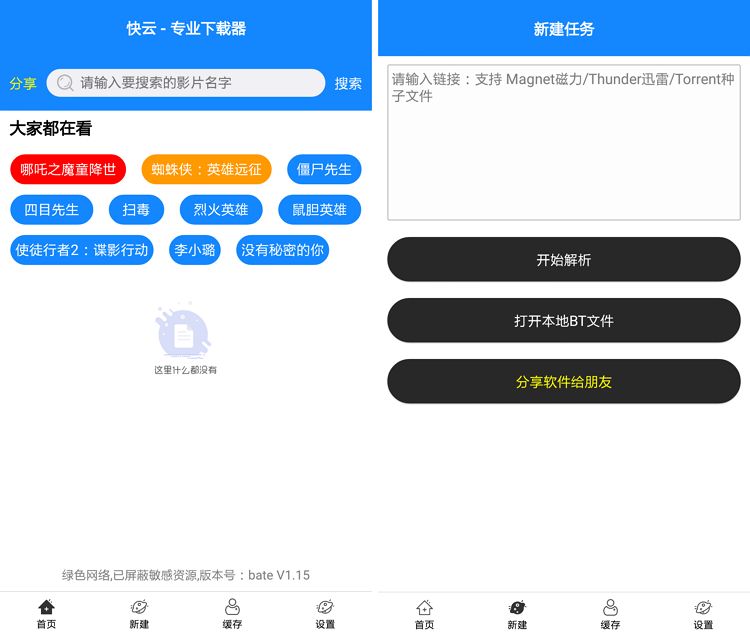 快云 - 专业下载器
分享 请输入要搜索的影片名字 搜索
大家都在看
哪吒之魔童降世 蜘蛛侠：英雄远征 僵尸先生
四目先生 扫毒 烈火英雄 鼠胆英雄
使徒行者2：谍影行动 李小璐 没有秘密的你
这里什么都没有
绿色网络,已屏蔽敏感资源,版本号：bate V1.15
首页 新建 缓存 设置
新建任务
请输入链接：支持 Magnet磁力/Thunder迅雷/Torrent种
子文件
开始解析
打开本地BT文件
分享软件给朋友
首页 新建 缓存 设置